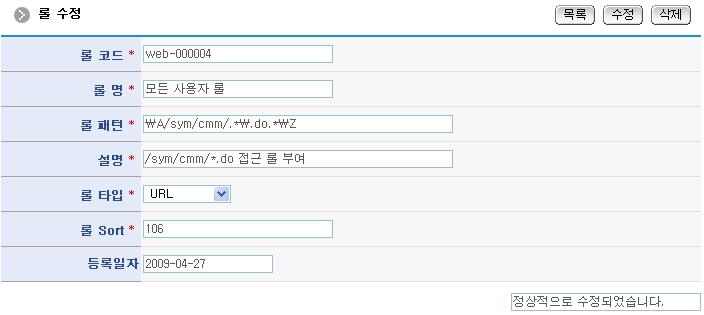 롤 수정
목록 수정 삭제
롤 코드 * web-000004
롤 명 * 모든 사용자 롤
롤 패턴 * ₩A/sym/cmm/.*₩.do.*₩Z
설명 * /sym/cmm/*.do 접근 롤 부여
롤 타입 * URL
롤 Sort * 106
등록일자 2009-04-27
정상적으로 수정되었습니다.